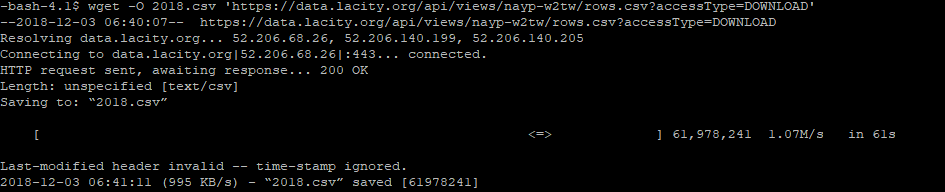 -bash-4.1$ wget -O 2018.csv 'https://data.lacity.org/api/views/nayp-w2tw/rows.csv?accessType=DOWNLOAD'
--2018-12-03 06:40:07--  https://data.lacity.org/api/views/nayp-w2tw/rows.csv?accessType=DOWNLOAD
Resolving data.lacity.org... 52.206.68.26, 52.206.140.199, 52.206.140.205
Connecting to data.lacity.org|52.206.68.26|:443... connected.
HTTP request sent, awaiting response... 200 OK
Length: unspecified [text/csv]
Saving to: “2018.csv”
[ <=> ] 61,978,241 1.07M/s in 61s
Last-modified header invalid -- time-stamp ignored.
2018-12-03 06:41:11 (995 KB/s) - “2018.csv” saved [61978241]